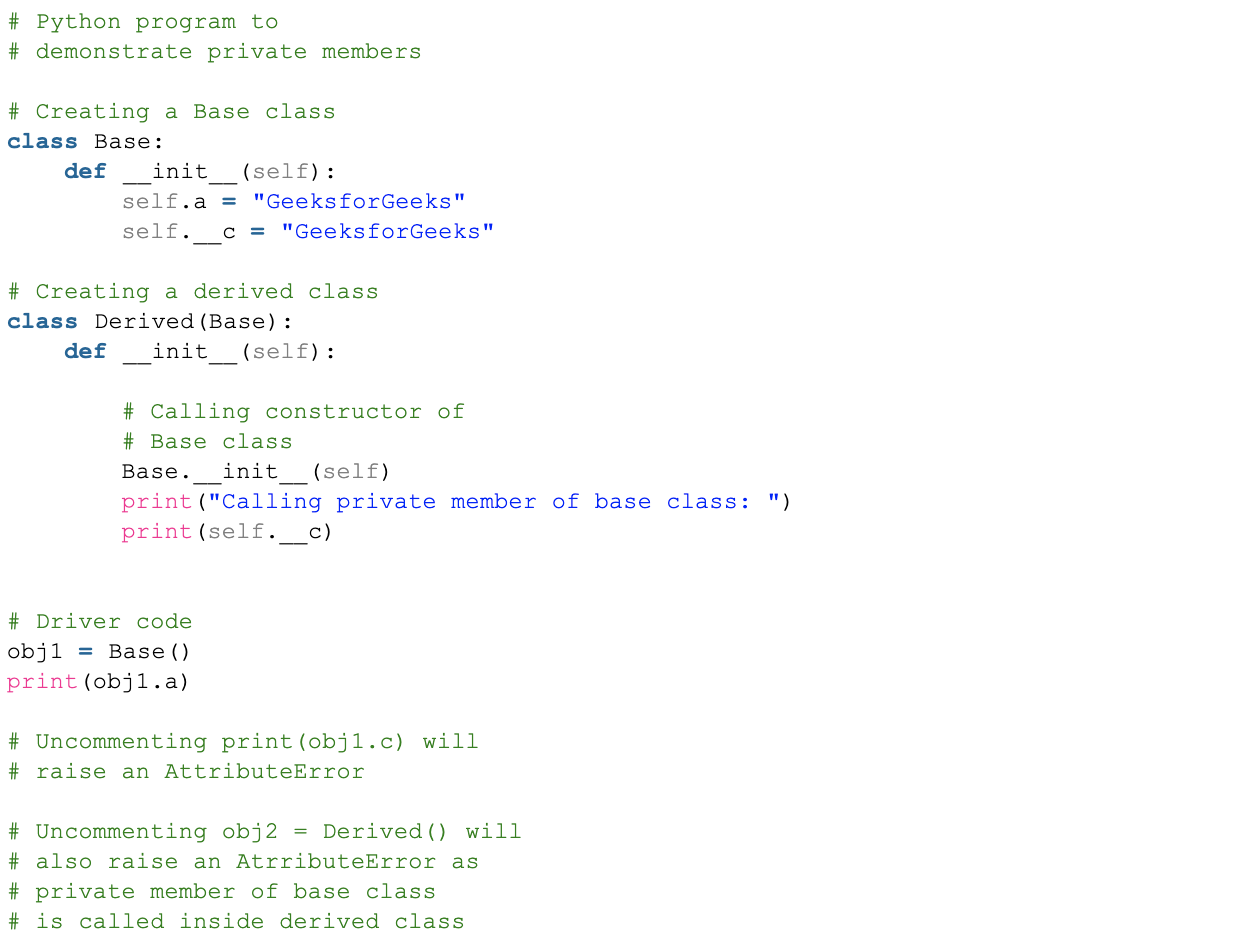 # Python program to
# demonstrate private members

# Creating a Base class
class Base:
    def __init__(self):
        self.a = "GeeksforGeeks"
        self.__c = "GeeksforGeeks"

# Creating a derived class
class Derived(Base):
    def __init__(self):

        # Calling constructor of
        # Base class
        Base.__init__(self)
        print("Calling private member of base class: ")
        print(self.__c)


# Driver code
obj1 = Base()
print(obj1.a)

# Uncommenting print(obj1.c) will
# raise an AttributeError

# Uncommenting obj2 = Derived() will
# also raise an AtrributeError as
# private member of base class
# is called inside derived class